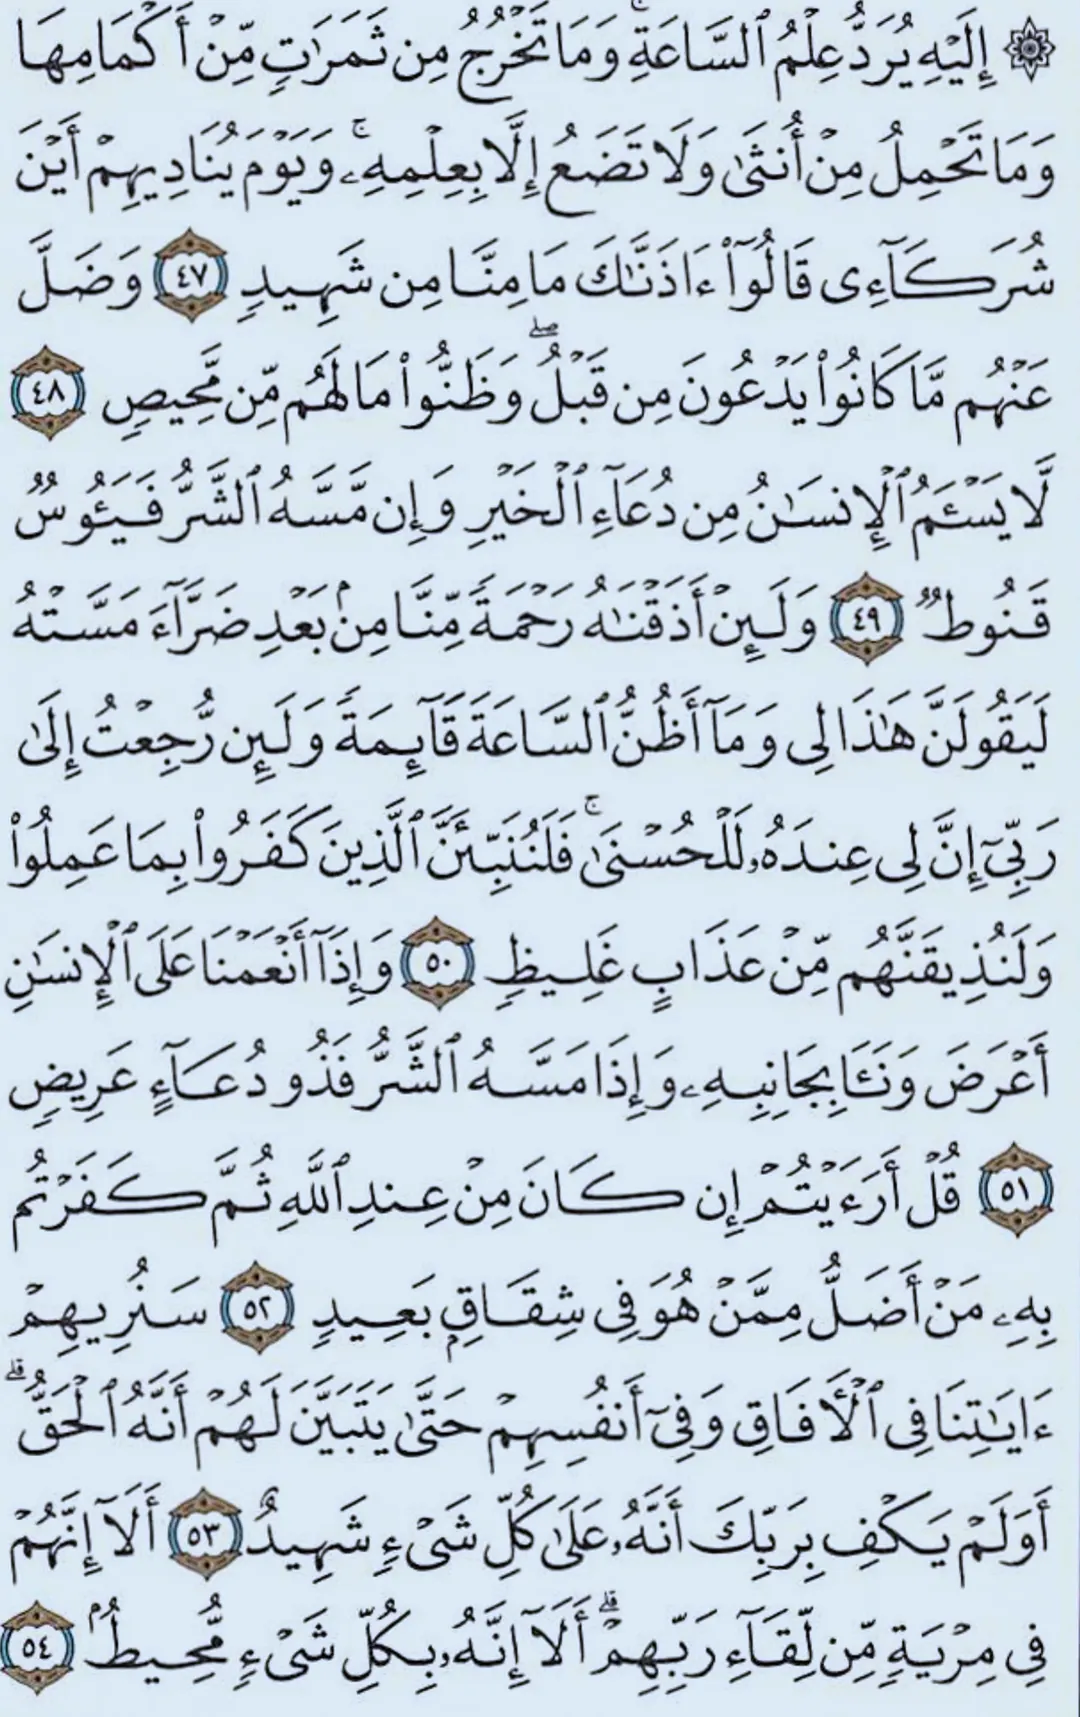 ۞ إِلَيْهِ يُرَدُّ عِلْمُ ٱلسَّاعَةِۚ وَمَا تَخْرُجُ مِن ثَمَرَٰتٍ مِّنْ أَكْمَامِهَا
وَمَا تَحْمِلُ مِنْ أُنثَىٰ وَلَا تَضَعُ إِلَّا بِعِلْمِهِۦۚ وَيَوْمَ يُنَادِيهِمْ أَيْنَ
شُرَكَآءِى قَالُوٓا۟ ءَاذَنَّٰكَ مَا مِنَّا مِن شَهِيدٍ ٤٧ وَضَلَّ
عَنْهُم مَّا كَانُوا۟ يَدْعُونَ مِن قَبْلُۖ وَظَنُّوا۟ مَا لَهُم مِّن مَّحِيصٍ ٤٨
لَّا يَسْـَٔمُ ٱلْإِنسَٰنُ مِن دُعَآءِ ٱلْخَيْرِ وَإِن مَّسَّهُ ٱلشَّرُّ فَيَـُٔوسٌ
قَنُوطٌ ٤٩ وَلَئِنْ أَذَقْنَٰهُ رَحْمَةً مِّنَّا مِنۢ بَعْدِ ضَرَّآءَ مَسَّتْهُ
لَيَقُولَنَّ هَٰذَا لِى وَمَآ أَظُنُّ ٱلسَّاعَةَ قَآئِمَةً وَلَئِن رُّجِعْتُ إِلَىٰ
رَبِّىٓ إِنَّ لِى عِندَهُۥ لَلْحُسْنَىٰۚ فَلَنُنَبِّئَنَّ ٱلَّذِينَ كَفَرُوا۟ بِمَا عَمِلُوا۟
وَلَنُذِيقَنَّهُم مِّنْ عَذَابٍ غَلِيظٍ ٥٠ وَإِذَآ أَنْعَمْنَا عَلَى ٱلْإِنسَٰنِ
أَعْرَضَ وَنَـَٔا بِجَانِبِهِۦ وَإِذَا مَسَّهُ ٱلشَّرُّ فَذُو دُعَآءٍ عَرِيضٍ
٥١ قُلْ أَرَءَيْتُمْ إِن كَانَ مِنْ عِندِ ٱللَّهِ ثُمَّ كَفَرْتُم
بِهِۦ مَنْ أَضَلُّ مِمَّنْ هُوَ فِى شِقَاقٍۭ بَعِيدٍ ٥٢ سَنُرِيهِمْ
ءَايَٰتِنَا فِى ٱلْءَافَاقِ وَفِىٓ أَنفُسِهِمْ حَتَّىٰ يَتَبَيَّنَ لَهُمْ أَنَّهُ ٱلْحَقُّۗ
أَوَلَمْ يَكْفِ بِرَبِّكَ أَنَّهُۥ عَلَىٰ كُلِّ شَىْءٍ شَهِيدٌ ٥٣ أَلَآ إِنَّهُمْ
فِى مِرْيَةٍ مِّن لِّقَآءِ رَبِّهِمْۗ أَلَآ إِنَّهُۥ بِكُلِّ شَىْءٍ مُّحِيطٌۢ ٥٤